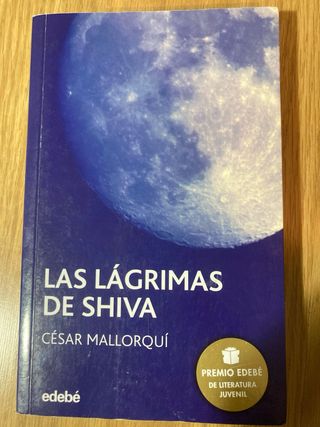 LAS LÁGRIMAS
DE SHIVA
CÉSAR MALLORQUÍ
PREMIO EDEBÉ
DE LITERATURA
JUVENIL
edebé